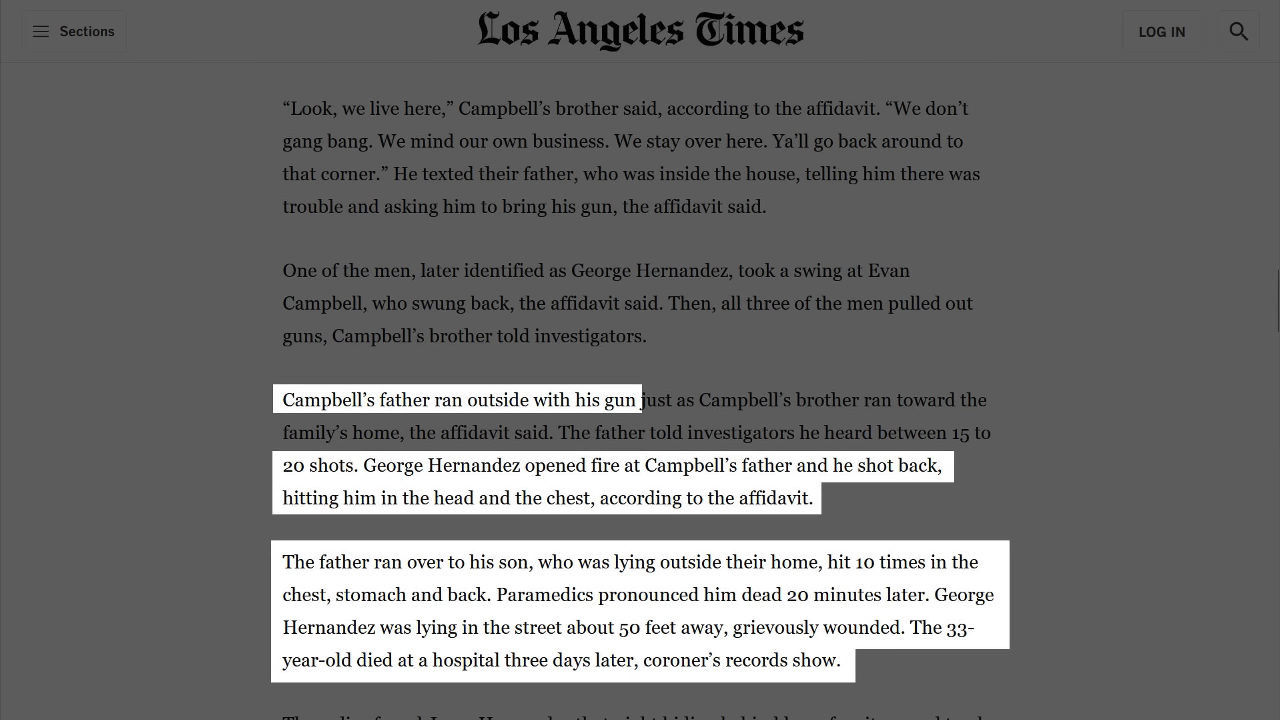 Sections
Los Angeles Times
LOG IN
“Look, we live here,” Campbell’s brother said, according to the affidavit. “We don’t
gang bang. We mind our own business. We stay over here. Ya’ll go back around to
that corner.” He texted their father, who was inside the house, telling him there was
trouble and asking him to bring his gun, the affidavit said.
One of the men, later identified as George Hernandez, took a swing at Evan
Campbell, who swung back, the affidavit said. Then, all three of the men pulled out
guns, Campbell’s brother told investigators.
Campbell’s father ran outside with his gun just as Campbell’s brother ran toward the
family’s home, the affidavit said. The father told investigators he heard between 15 to
20 shots. George Hernandez opened fire at Campbell’s father and he shot back,
hitting him in the head and the chest, according to the affidavit.
The father ran over to his son, who was lying outside their home, hit 10 times in the
chest, stomach and back. Paramedics pronounced him dead 20 minutes later. George
Hernandez was lying in the street about 50 feet away, grievously wounded. The 33-
year-old died at a hospital three days later, coroner’s records show.